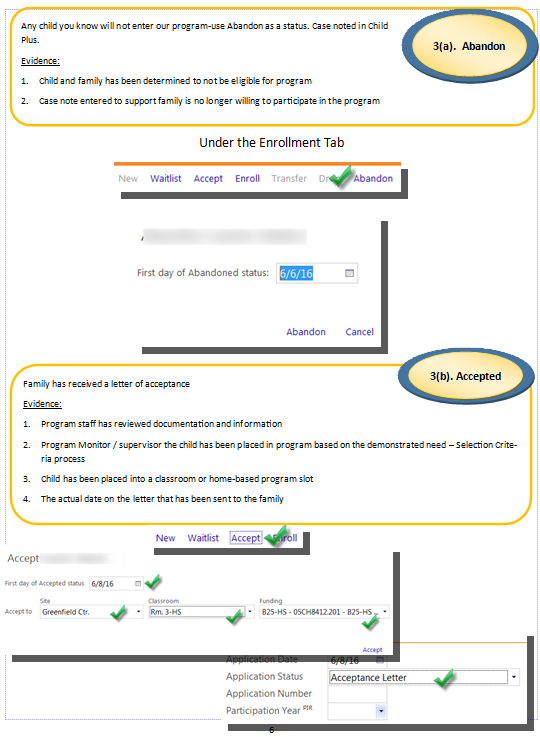 Any child you know will not enter our program-use Abandon as a status. Case noted in Child
Plus.
3(a). Abandon
Evidence:
1. Child and family has been determined to not be eligible for program
2. Case note entered to support family is no longer willing to participate in the program
Under the Enrollment Tab
New Waitlist Accept Enroll Transfer Abandon
First day of Abandoned status: 6/6/16
Abandon Cancel
3(b). Accepted
Family has received a letter of acceptance
Evidence:
1. Program staff has reviewed documentation and information
2. Program Monitor / supervisor the child has been placed in program based on the demonstrated need – Selection Crite-
ria process
3. Child has been placed into a classroom or home-based program slot
4. The actual date on the letter that has been sent to the family
New Waitlist Accept Enroll
Accept
First day of Accepted status 6/8/16
Site Classroom Funding
Accept to Greenfield Ctr. Rm. 3-HS B25-HS - 05CH8412.201 - B25-HS
Accept
Application Date 6/8/16
Application Status Acceptance Letter
Application Number
Participation Year PIR
6